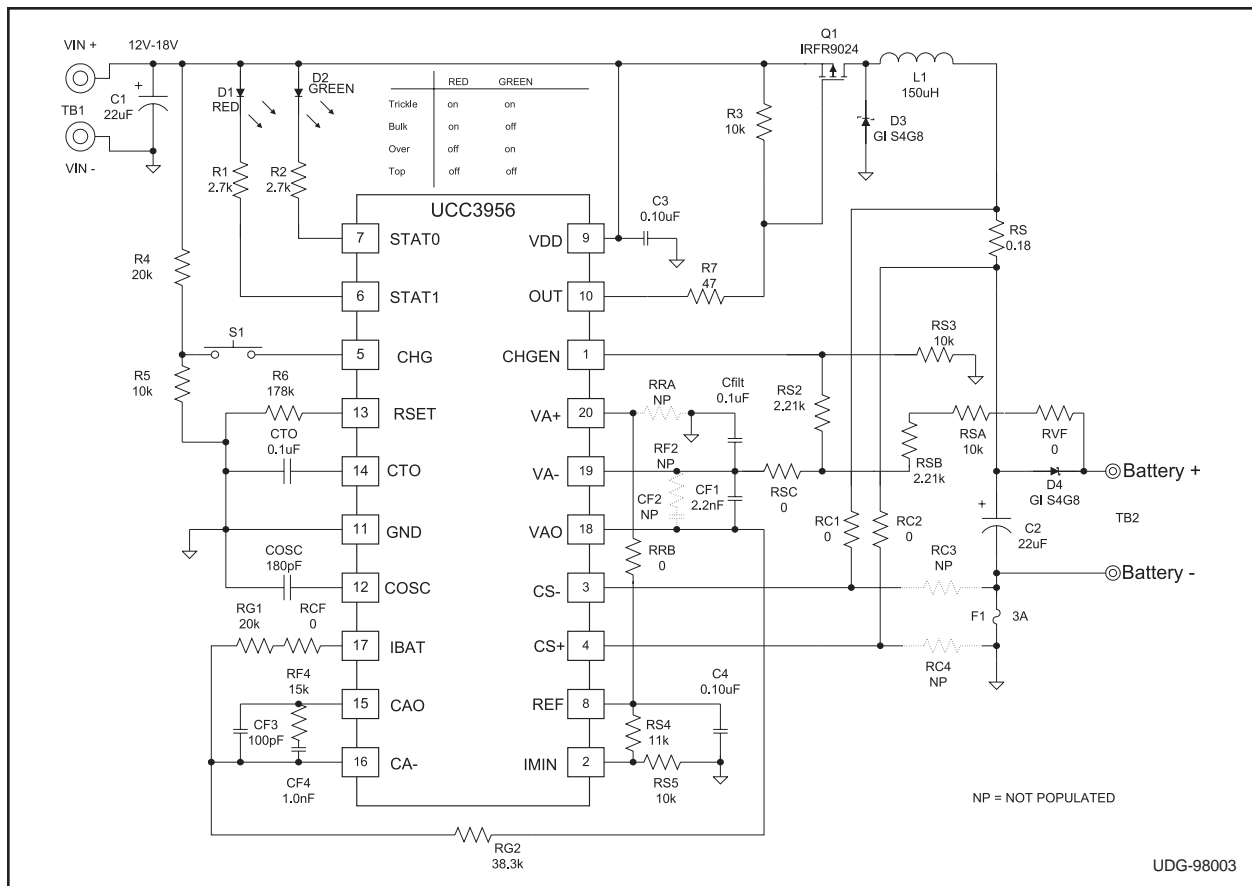 VIN +
12V-18V
TB1
C1
22uF
VIN -
D1
RED
D2
GREEN
RED GREEN
Trickle on on
Bulk on off
Over off on
Top off off
Q1
IRFR9024
L1
150uH
R3
10k
D3
GI S4G8
R1
2.7k
R2
2.7k
UCC3956
C3
0.10uF
RS
0.18
7 STAT0
VDD 9
R4
20k
R7
47
6 STAT1
OUT 10
S1
RS3
10k
5 CHG
CHGEN 1
R5
10k
R6
178k
RRA
NP
Cfilt
0.1uF
RS2
2.21k
RSA
10k
RVF
0
13 RSET
VA+ 20
CTO
0.1uF
RF2
NP
RSB
2.21k
14 CTO
VA- 19
Battery +
CF2
NP
CF1
2.2nF
RSC
0
D4
GI S4G8
TB2
11 GND
VAO 18
RC1
0
RC2
0
C2
22uF
COSC
180pF
RRB
0
RC3
NP
12 COSC
CS- 3
Battery -
RG1
20k
RCF
0
F1 3A
17 IBAT
CS+ 4
RC4
NP
RF4
15k
C4
0.10uF
15 CAO
REF 8
CF3
100pF
RS4
11k
16 CA-
IMIN 2
CF4
1.0nF
RS5
10k
NP = NOT POPULATED
RG2
38.3k
UDG-98003